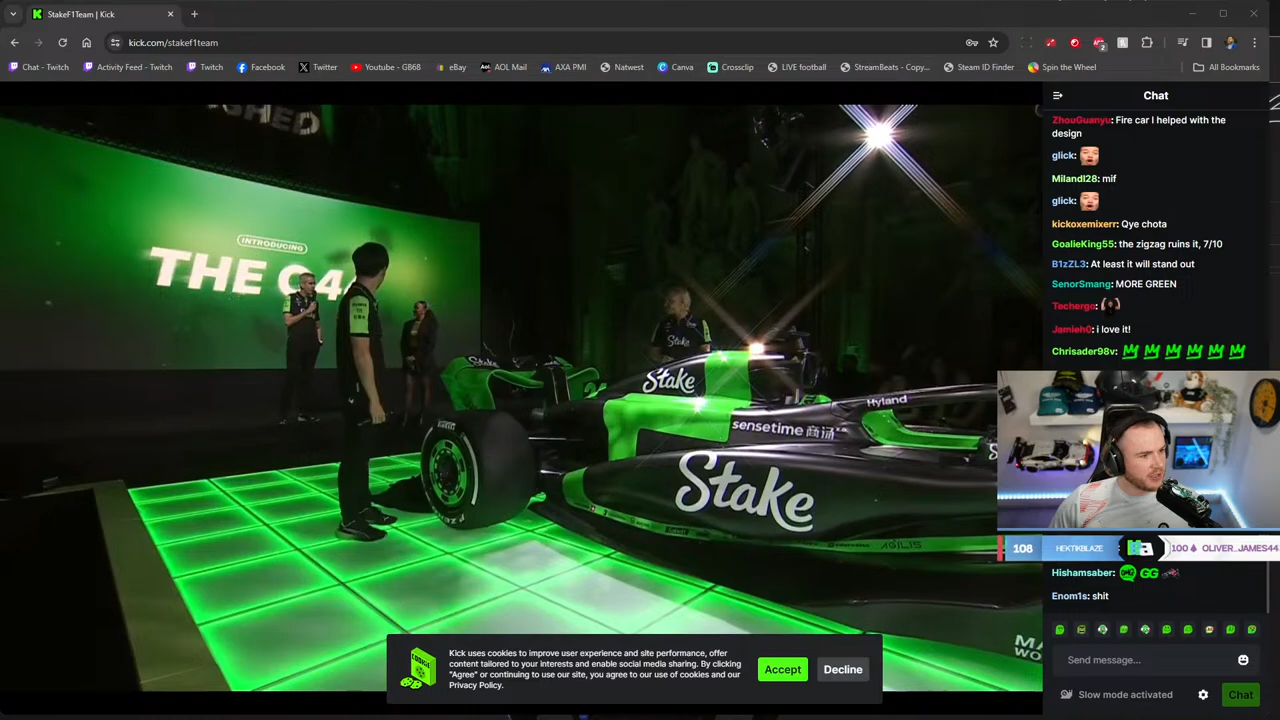 StakeF1Team | Kick
kick.com/stakef1team
Chat - Twitch
Activity Feed - Twitch
Twitch
Facebook
Twitter
Youtube - GB68
eBay
AOL Mail
AXA PMI
Natwest
Canva
Crossclip
LIVE football
StreamBeats - Copy...
Steam ID Finder
Spin the Wheel
All Bookmarks
INTRODUCING
THE C44
Stake
Stake
Hyland
sensetime 商汤
Stake
PIRELLI
AGILIS
Kick uses cookies to improve user experience and site performance, offer
content tailored to your interests and enable social media sharing. By clicking
"Agree" or continuing to use our site, you agree to our use of cookies and our
Privacy Policy.
Accept
Decline
Chat
ZhouGuanyu: Fire car I helped with the
design
glick:
MilandI28: mif
glick:
kickoxemixerr: Qye chota
GoalieKing55: the zigzag ruins it, 7/10
B1zZL3: At least it will stand out
SenorSmang: MORE GREEN
Techergo:
Jamieh0: i love it!
Chrisader98v:
108
HEKTIKBLAZE
100
OLIVER_JAMES44
Hishamsaber: GG
Enom1s: shit
Send message...
Slow mode activated
Chat